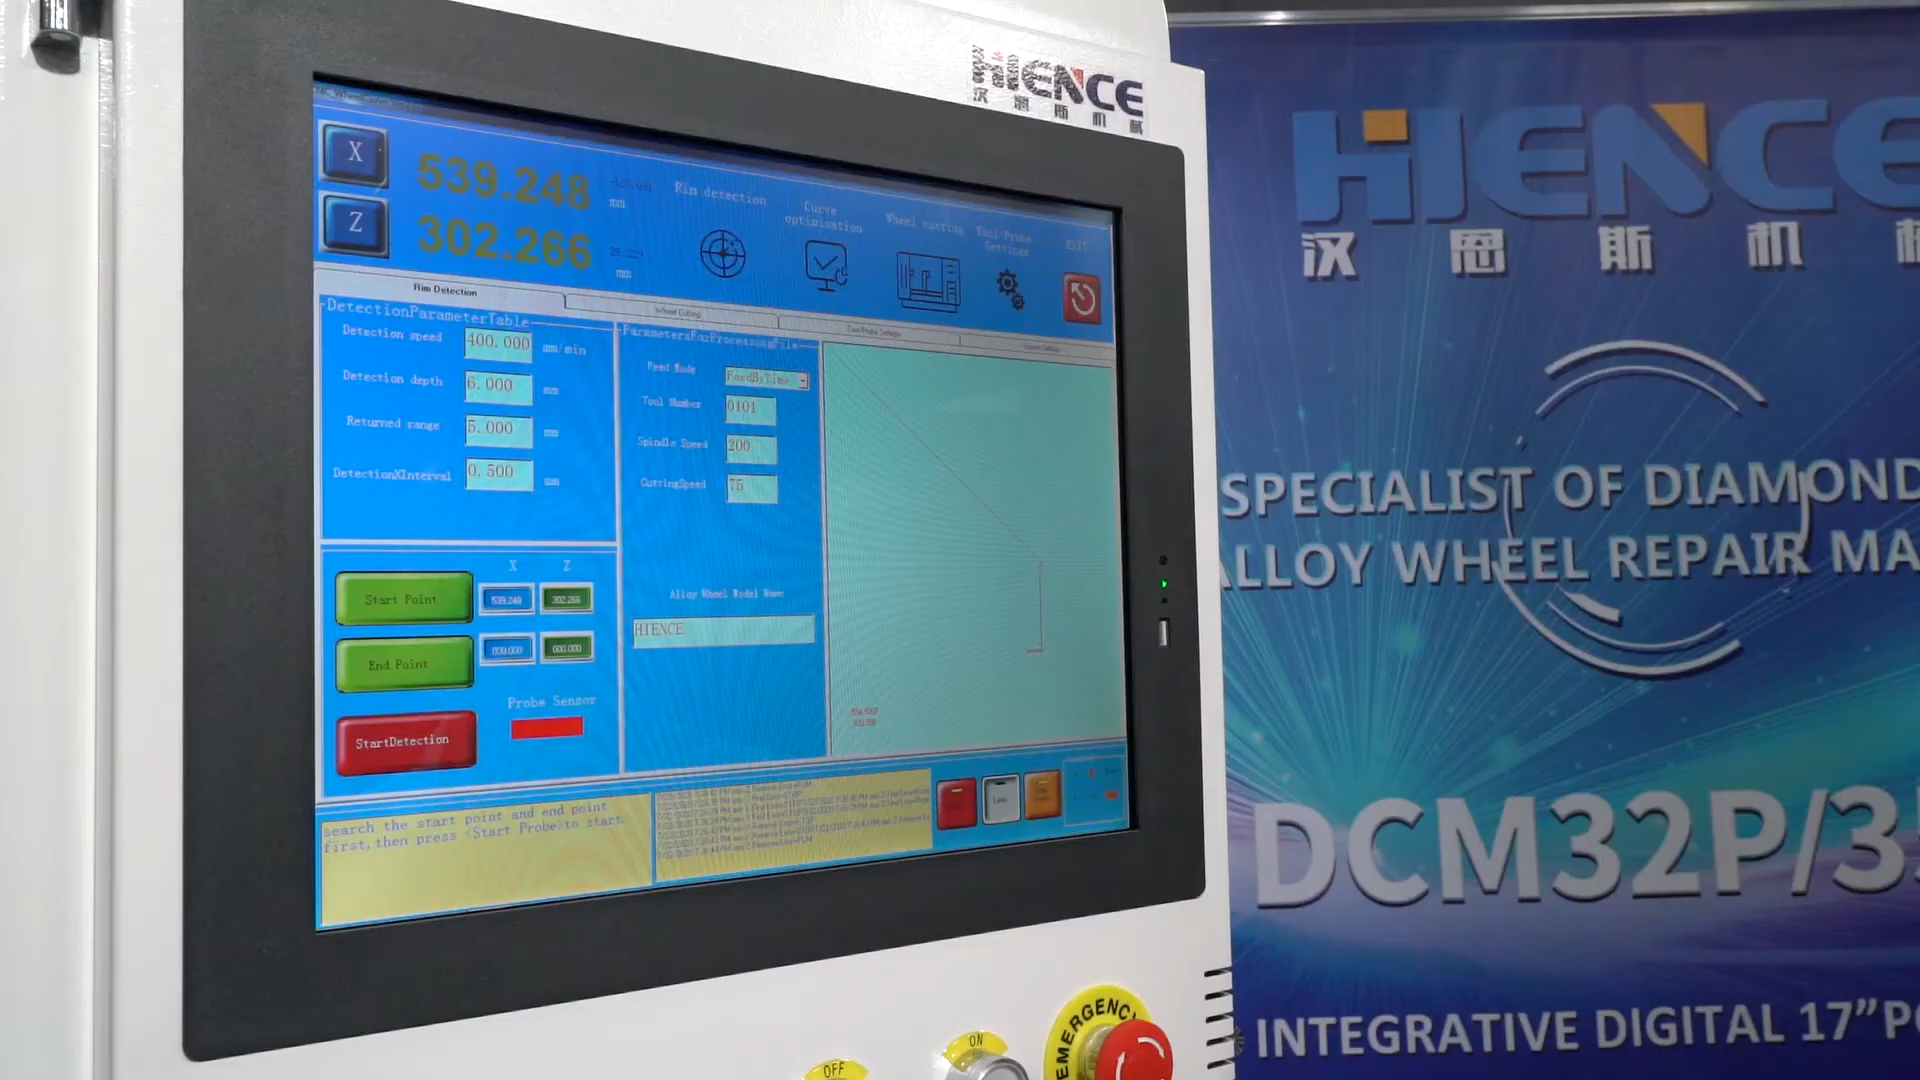 HIENCE
汉 恩 斯 机 械
X
539.248
mm
Z
302.266
mm
Rim detection
Curve
optimisation
Wheel cutting
Tool/Probe
Settings
EXIT
Rim Detection
Wheel Cutting
DetectionParameterTable
Detection speed
400.000
mm/min
Detection depth
6.000
mm
Returned range
5.000
mm
DetectionXInterval
0.500
mm
ParametersForProcessongFile
Feed Mode
FeedByTime
Tool Number
0101
Spindle Speed
200
CuttingSpeed
75
Alloy Wheel Model Name
HIENCE
X
Z
Start Point
539.248
302.266
End Point
000.000
000.000
Probe Sensor
StartDetection
search the start point and end point
first,then press <Start Probe>to start.
EMERGENCY
ON
OFF
HIENCE
汉 恩 斯 机 械
SPECIALIST OF DIAMOND
ALLOY WHEEL REPAIR MA
DCM32P/3
INTEGRATIVE DIGITAL 17”P